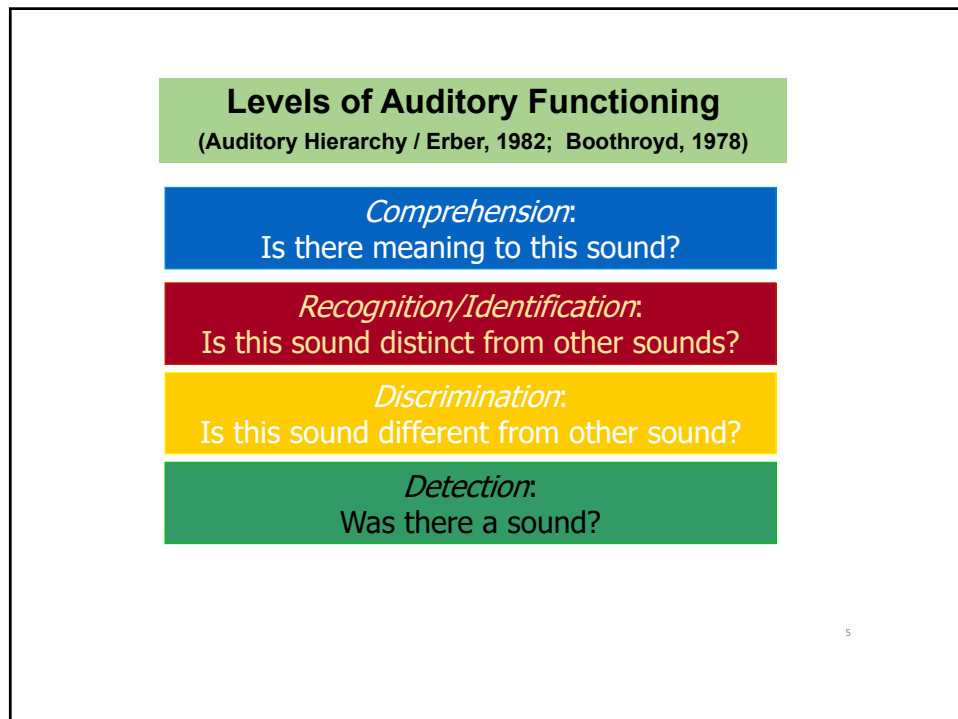 Levels of Auditory Functioning
(Auditory Hierarchy / Erber, 1982;  Boothroyd, 1978)
Comprehension:
Is there meaning to this sound?
Recognition/Identification:
Is this sound distinct from other sounds?
Discrimination:
Is this sound different from other sound?
Detection:
Was there a sound?
5